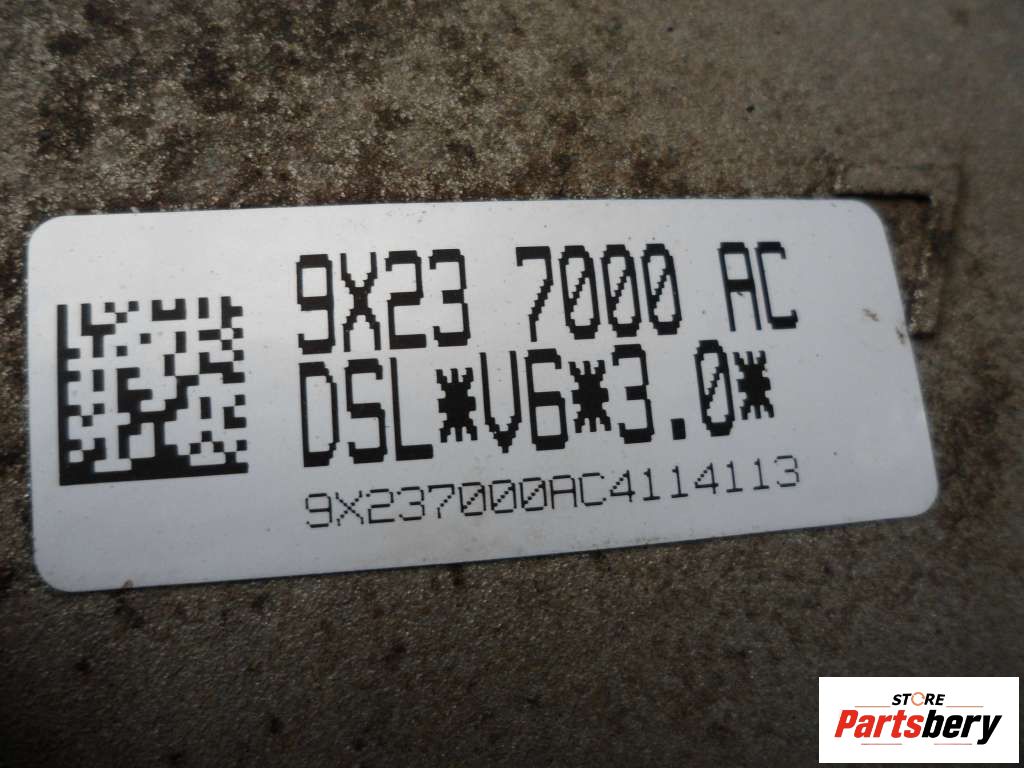 9X23 7000 AC
DSL*V6*3.0*
9X237000AC4114113
STORE
Partsbery